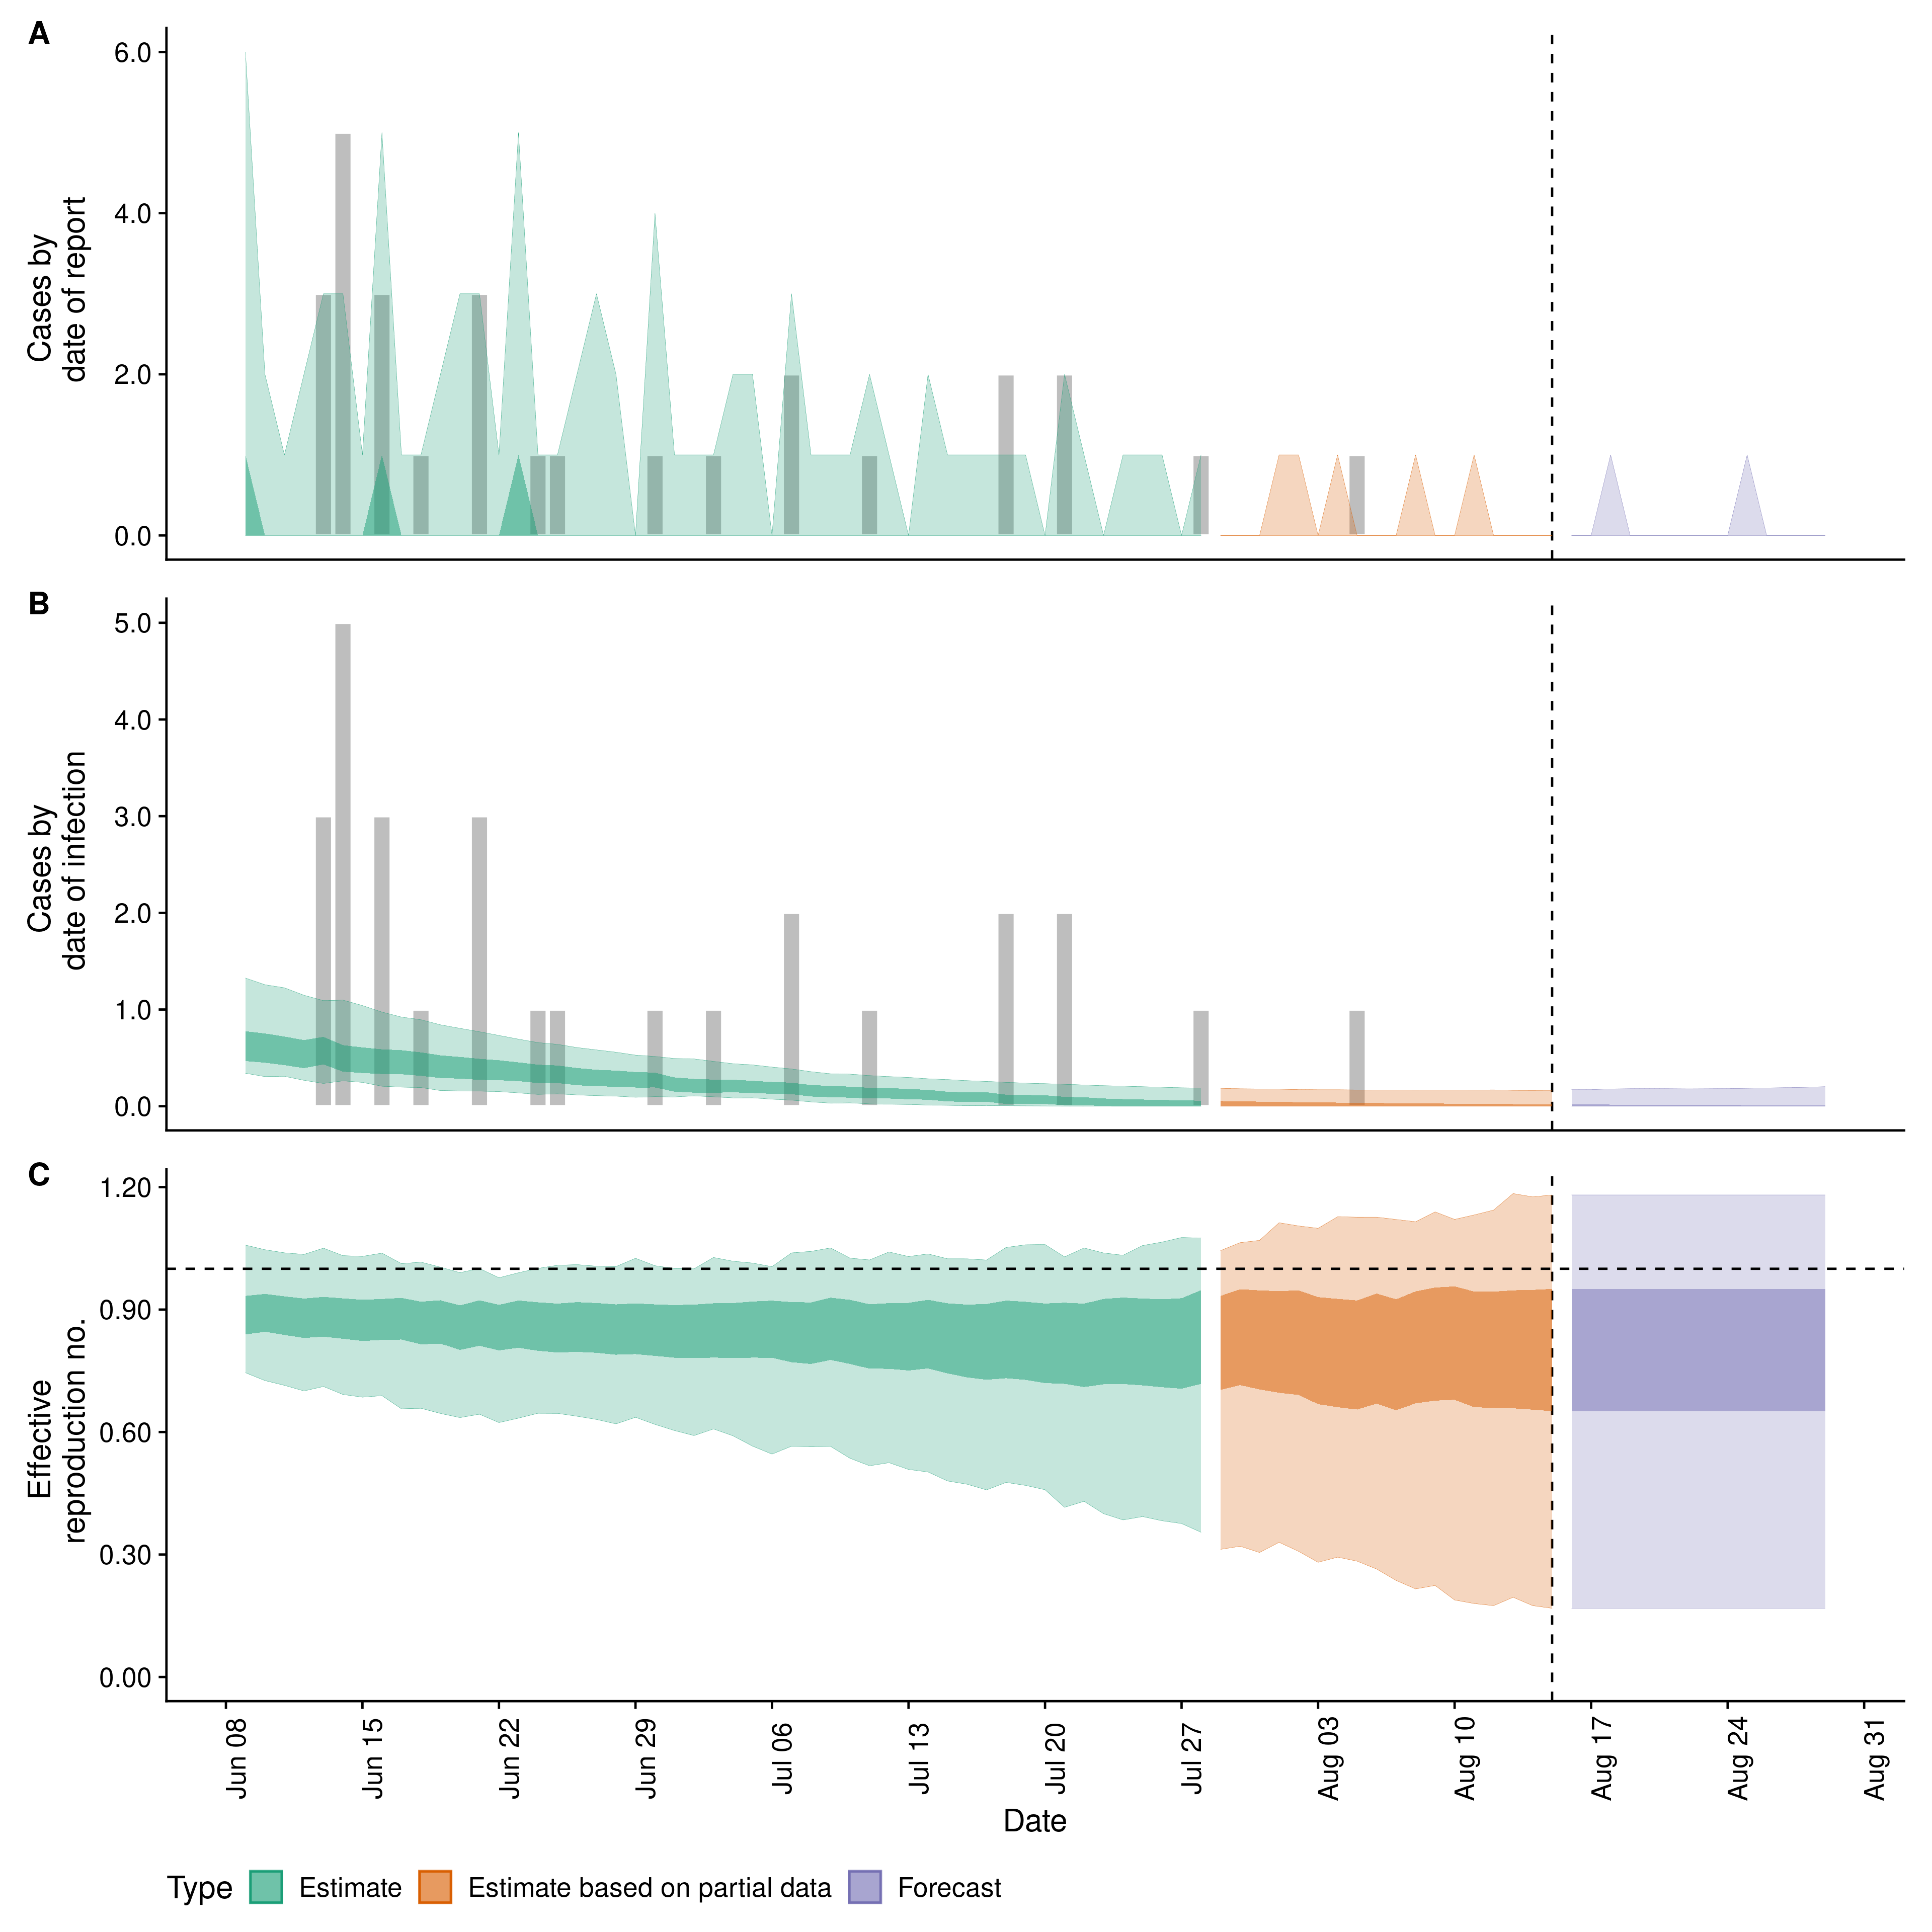 A
Cases by
date of report
6.0
4.0
2.0
0.0
B
Cases by
date of infection
5.0
4.0
3.0
2.0
1.0
0.0
C
Effective
reproduction no.
1.20
0.90
0.60
0.30
0.00
Jun 08
Jun 15
Jun 22
Jun 29
Jul 06
Jul 13
Jul 20
Jul 27
Aug 03
Aug 10
Aug 17
Aug 24
Aug 31
Date
Type Estimate Estimate based on partial data Forecast